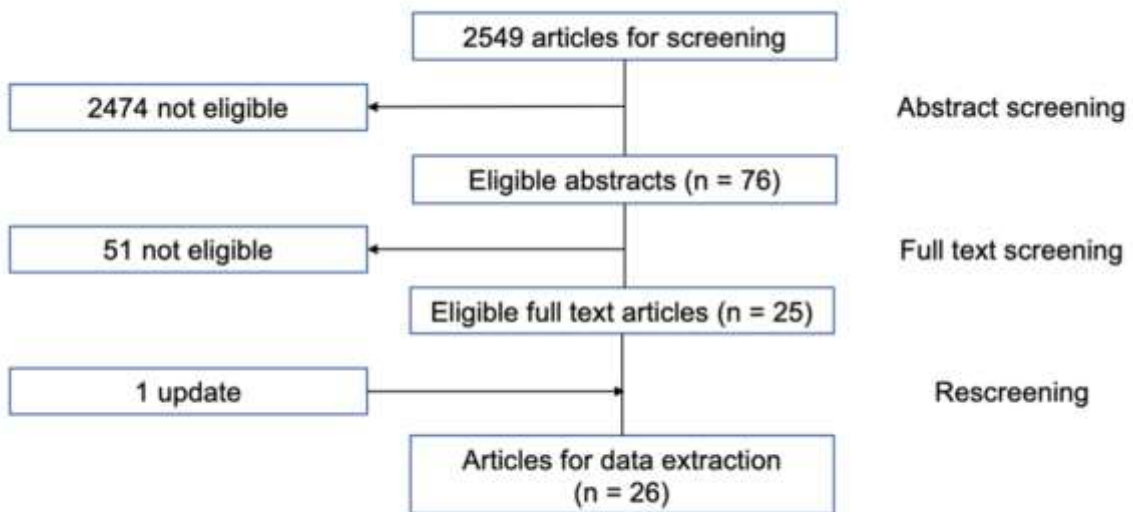 2549 articles for screening
2474 not eligible
Abstract screening
Eligible abstracts (n = 76)
51 not eligible
Full text screening
Eligible full text articles (n = 25)
1 update
Rescreening
Articles for data extraction
(n = 26)